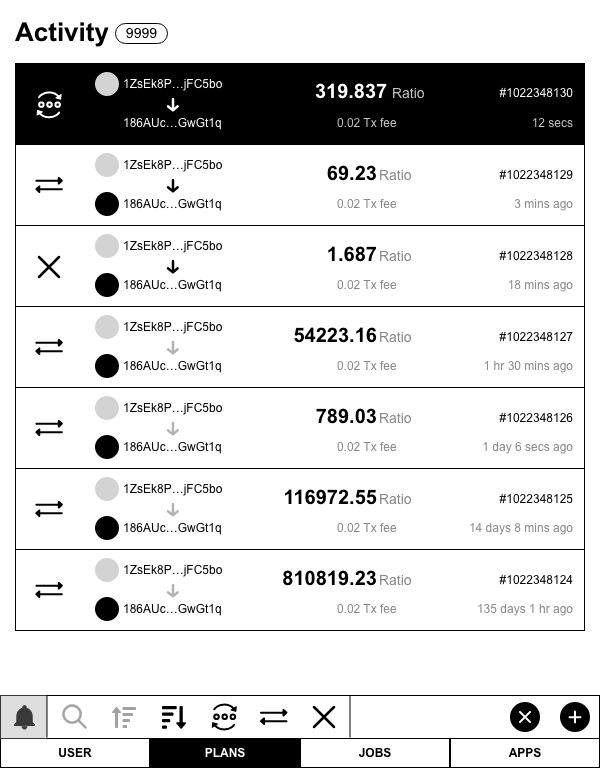 Activity 9999
1ZsEk8P...jFC5bo
186AUc...GwGt1q
319.837 Ratio
0.02 Tx fee
#1022348130
12 secs
1ZsEk8P...jFC5bo
186AUc...GwGt1q
69.23 Ratio
0.02 Tx fee
#1022348129
3 mins ago
1ZsEk8P...jFC5bo
186AUc...GwGt1q
1.687 Ratio
0.02 Tx fee
#1022348128
18 mins ago
1ZsEk8P...jFC5bo
186AUc...GwGt1q
54223.16 Ratio
0.02 Tx fee
#1022348127
1 hr 30 mins ago
1ZsEk8P...jFC5bo
186AUc...GwGt1q
789.03 Ratio
0.02 Tx fee
#1022348126
1 day 6 secs ago
1ZsEk8P...jFC5bo
186AUc...GwGt1q
116972.55 Ratio
0.02 Tx fee
#1022348125
14 days 8 mins ago
1ZsEk8P...jFC5bo
186AUc...GwGt1q
810819.23 Ratio
0.02 Tx fee
#1022348124
135 days 1 hr ago
USER
PLANS
JOBS
APPS